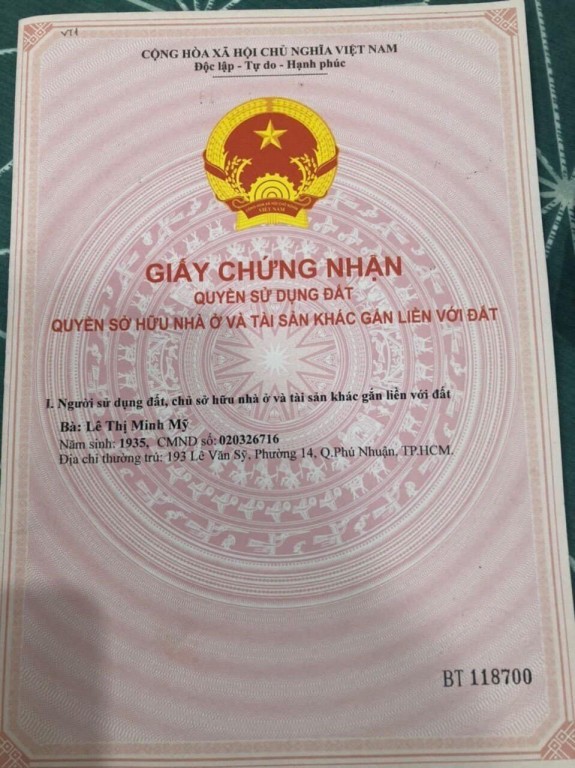 VT1
CỘNG HÒA XÃ HỘI CHỦ NGHĨA VIỆT NAM
Độc lập - Tự do - Hạnh phúc
VIỆT NAM
GIẤY CHỨNG NHẬN
QUYỀN SỬ DỤNG ĐẤT
QUYỀN SỞ HỮU NHÀ Ở VÀ TÀI SẢN KHÁC GẮN LIỀN VỚI ĐẤT
I. Người sử dụng đất, chủ sở hữu nhà ở và tài sản khác gắn liền với đất
Bà: Lê Thị Minh Mỹ
Năm sinh: 1935, CMND số: 020326716
Địa chỉ thường trú: 193 Lê Văn Sỹ, Phường 14, Q.Phú Nhuận, TP.HCM.
BT 118700